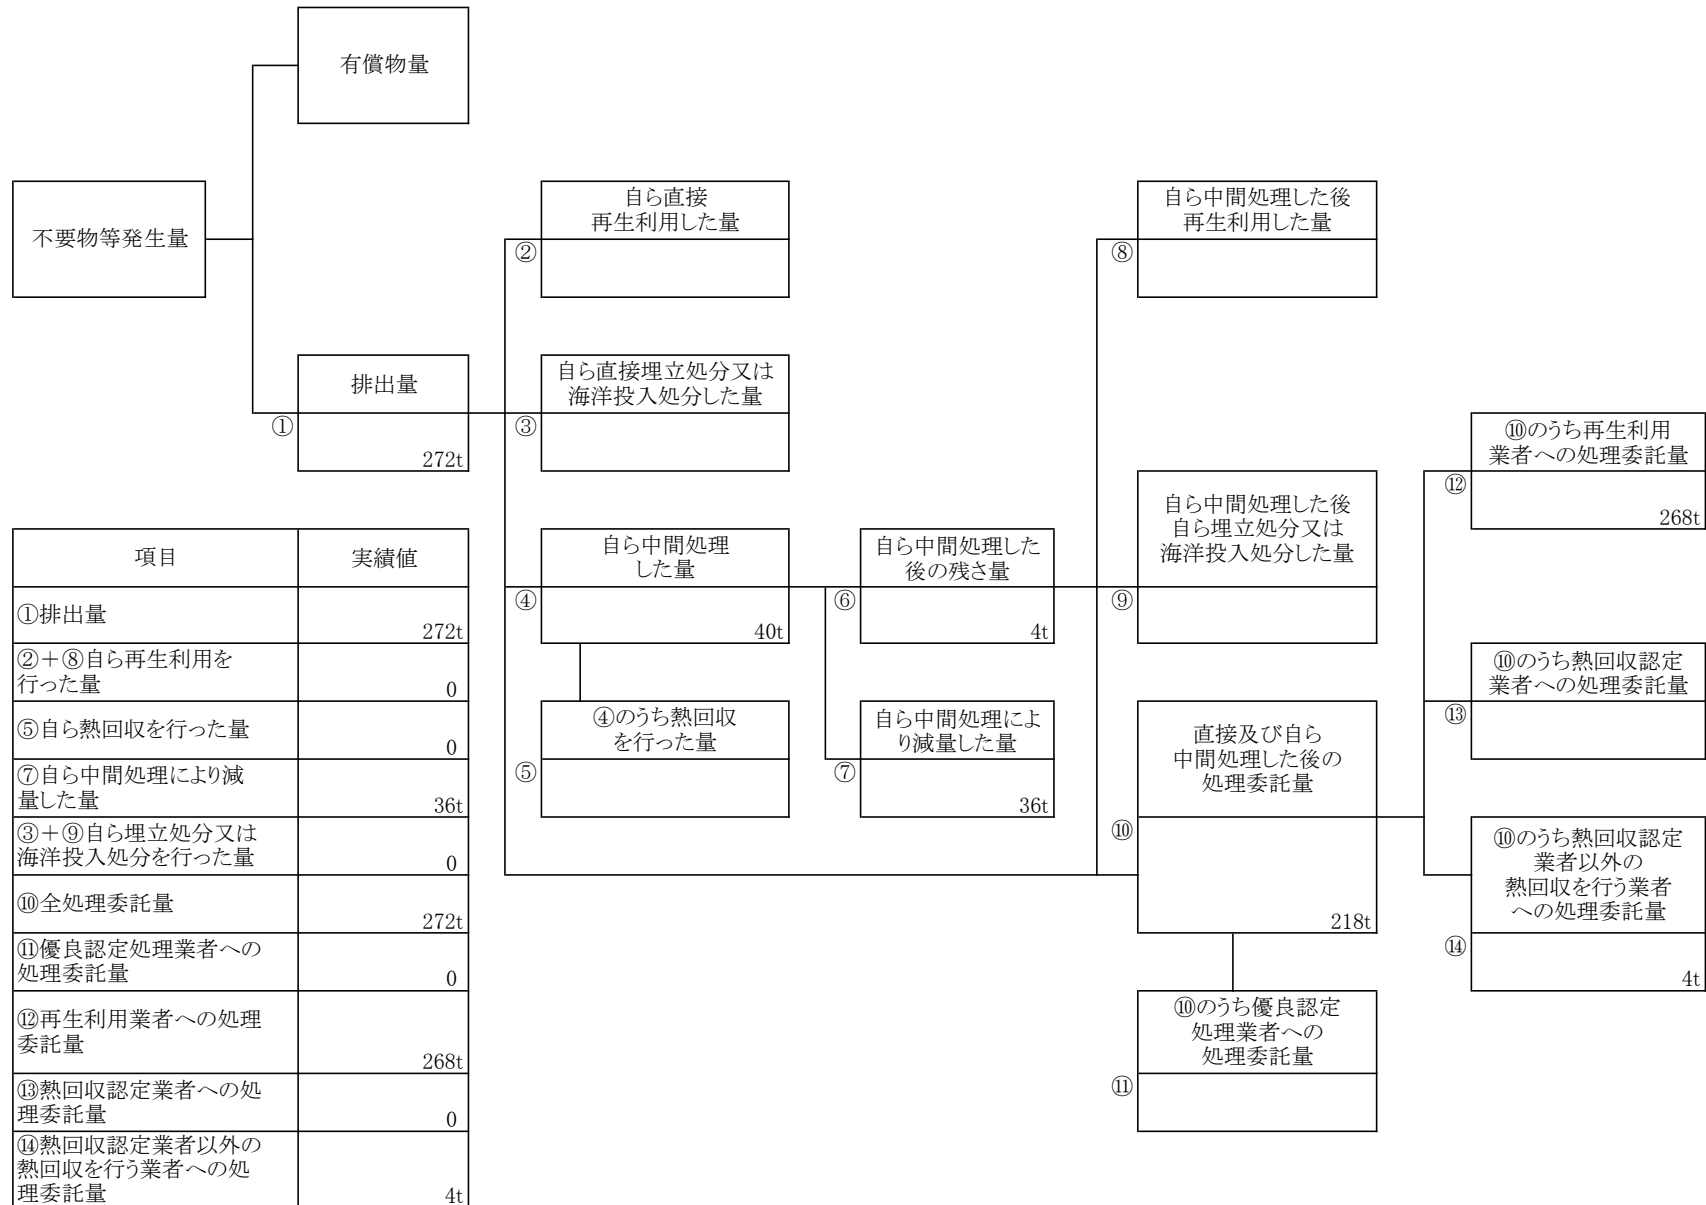 有償物量
不要物等発生量
自ら直接
再生利用した量
②
自ら中間処理した後
再生利用した量
⑧
排出量
①
272t
自ら直接埋立処分又は
海洋投入処分した量
③
⑩のうち再生利用
業者への処理委託量
⑫
268t
自ら中間処理した後
自ら埋立処分又は
海洋投入処分した量
⑨
自ら中間処理
した量
④
40t
自ら中間処理した
後の残さ量
⑥
4t
④のうち熱回収
を行った量
⑤
自ら中間処理によ
り減量した量
⑦
36t
直接及び自ら
中間処理した後の
処理委託量
⑩
218t
⑩のうち熱回収認定
業者への処理委託量
⑬
⑩のうち熱回収認定
業者以外の
熱回収を行う業者
への処理委託量
⑭
4t
⑩のうち優良認定
処理業者への
処理委託量
⑪
項目 実績値
①排出量
272t
②＋⑧自ら再生利用を
行った量
0
⑤自ら熱回収を行った量
0
⑦自ら中間処理により減
量した量
36t
③＋⑨自ら埋立処分又は
海洋投入処分を行った量
0
⑩全処理委託量
272t
⑪優良認定処理業者への
処理委託量
0
⑫再生利用業者への処理
委託量
268t
⑬熱回収認定業者への処
理委託量
0
⑭熱回収認定業者以外の
熱回収を行う業者への処
理委託量
4t